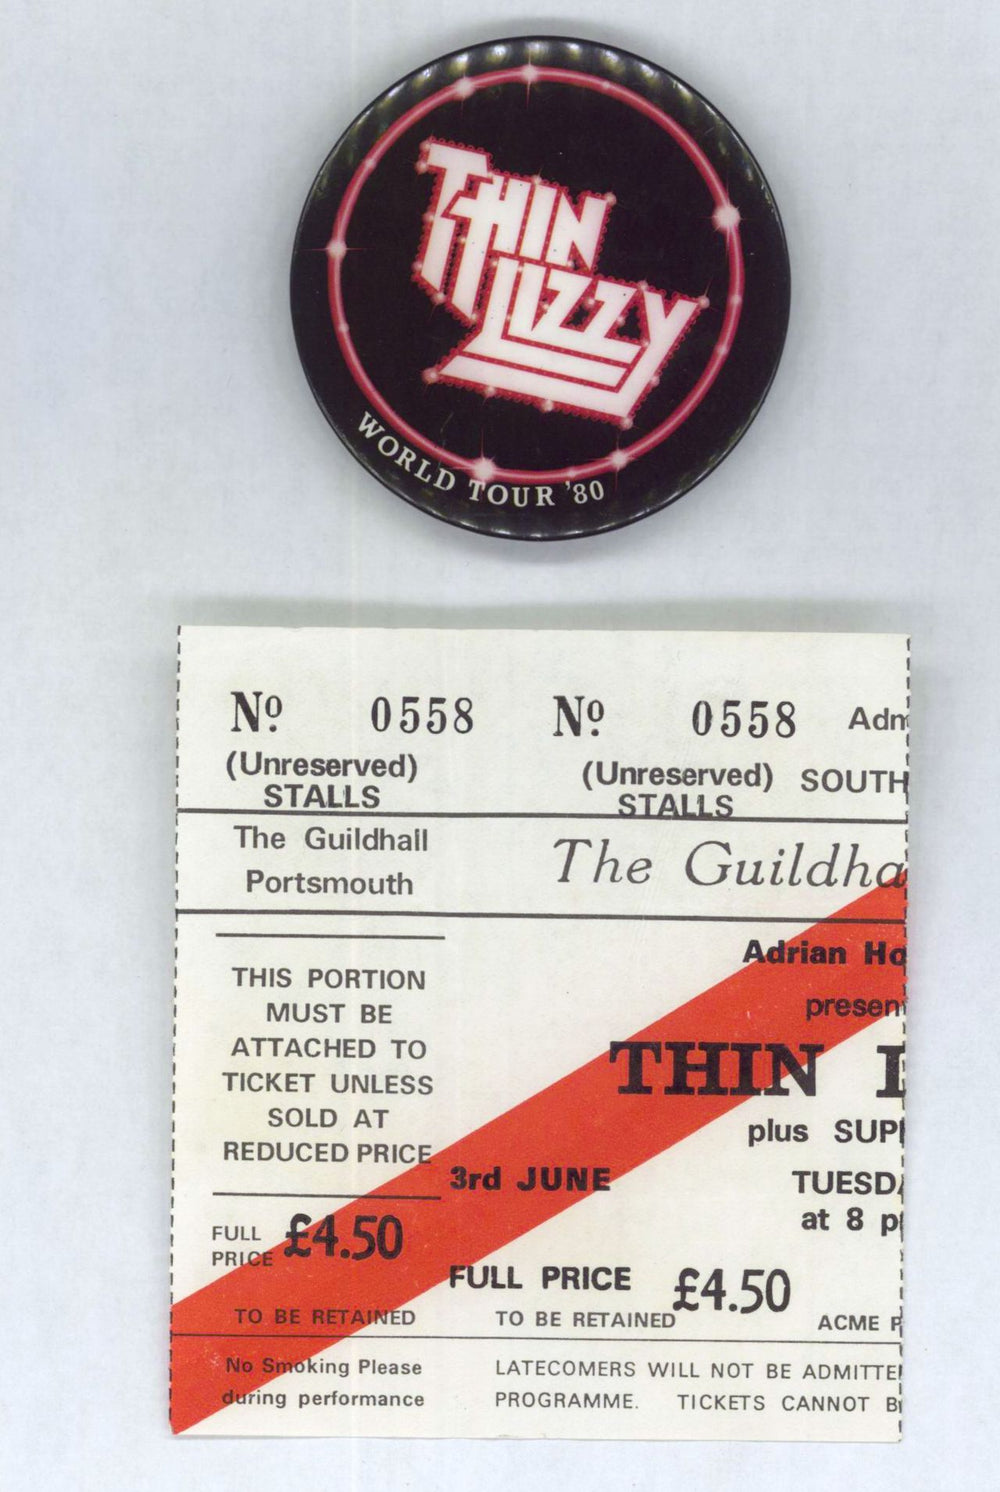 THIN
LIZZY
WORLD TOUR '80
Nº 0558
(Unreserved)
STALLS
The Guildhall
Portsmouth
THIS PORTION
MUST BE
ATTACHED TO
TICKET UNLESS
SOLD AT
REDUCED PRICE
FULL
PRICE £4.50
TO BE RETAINED
No Smoking Please
during performance
Nº 0558 Adm
(Unreserved) SOUTH
STALLS
The Guildha
Adrian Ho
presen
THIN L
plus SUPP
3rd JUNE TUESDA
at 8 p
FULL PRICE £4.50
TO BE RETAINED ACME P
LATECOMERS WILL NOT BE ADMITTE
PROGRAMME. TICKETS CANNOT B